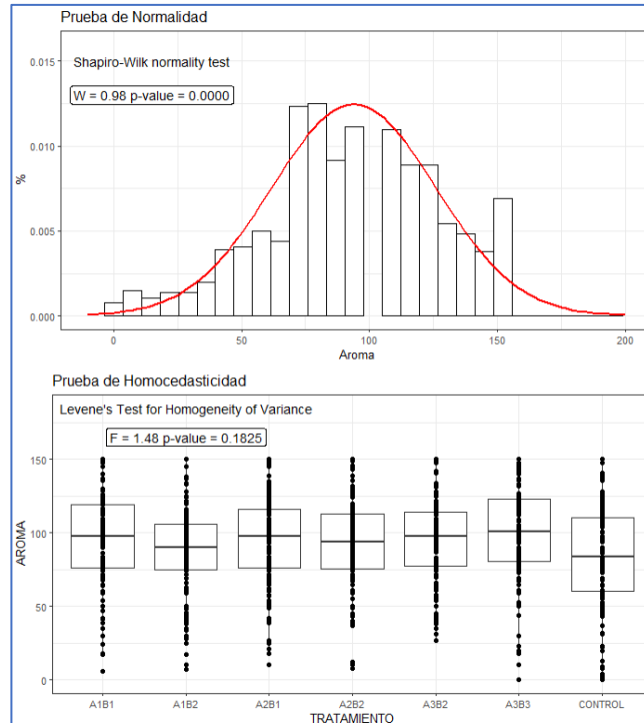 Prueba de Normalidad
Shapiro-Wilk normality test
W = 0.98 p-value = 0.0000
0.015
0.010
0.005
0.000
%
0 50 100 150 200
Aroma
Prueba de Homocedasticidad
Levene's Test for Homogeneity of Variance
F = 1.48 p-value = 0.1825
150
100
50
0
AROMA
A1B1 A1B2 A2B1 A2B2 A3B2 A3B3 CONTROL
TRATAMIENTO